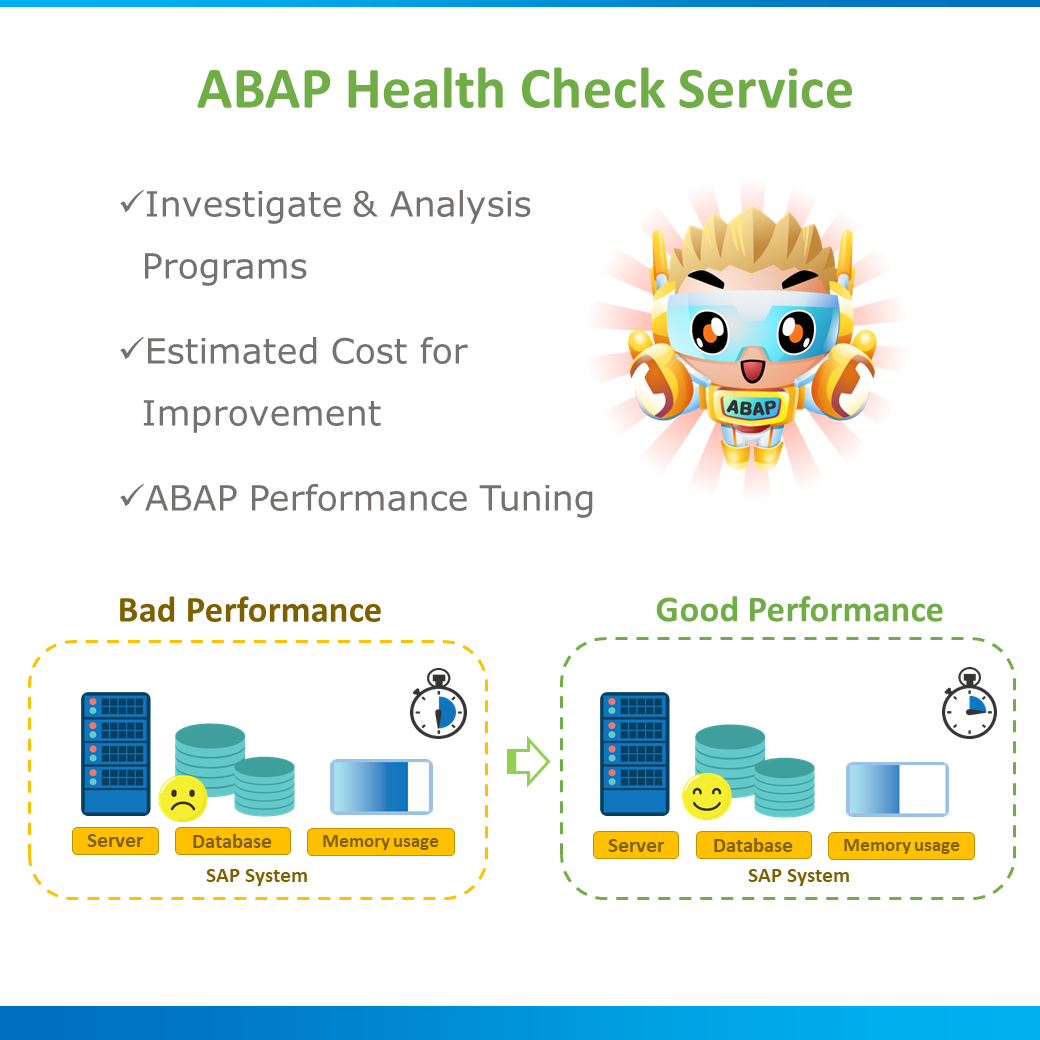 ABAP Health Check Service
✓Investigate & Analysis
Programs
✓Estimated Cost for
Improvement
✓ABAP Performance Tuning
ABAP
Bad Performance
Server
Database
Memory usage
SAP System
Good Performance
Server
Database
Memory usage
SAP System